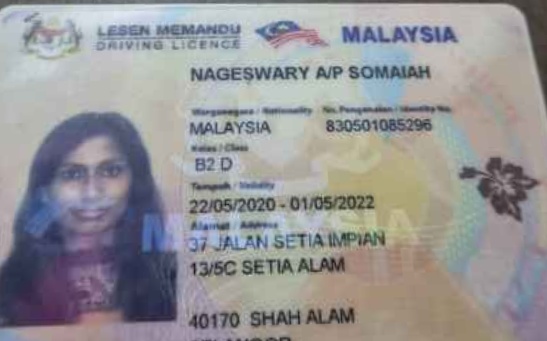 LESEN MEMANDU
DRIVING LICENCE
MALAYSIA
NAGESWARY A/P SOMAIAH
Warganegara / Nationality No. Pengenalan / Identity No.
MALAYSIA 830501085296
Kelas / Class
B2 D
Tempoh / Validity
22/05/2020 - 01/05/2022
Alamat / Address
37 JALAN SETIA IMPIAN
13/5C SETIA ALAM
40170 SHAH ALAM
SELANGOR
MALAYSIA